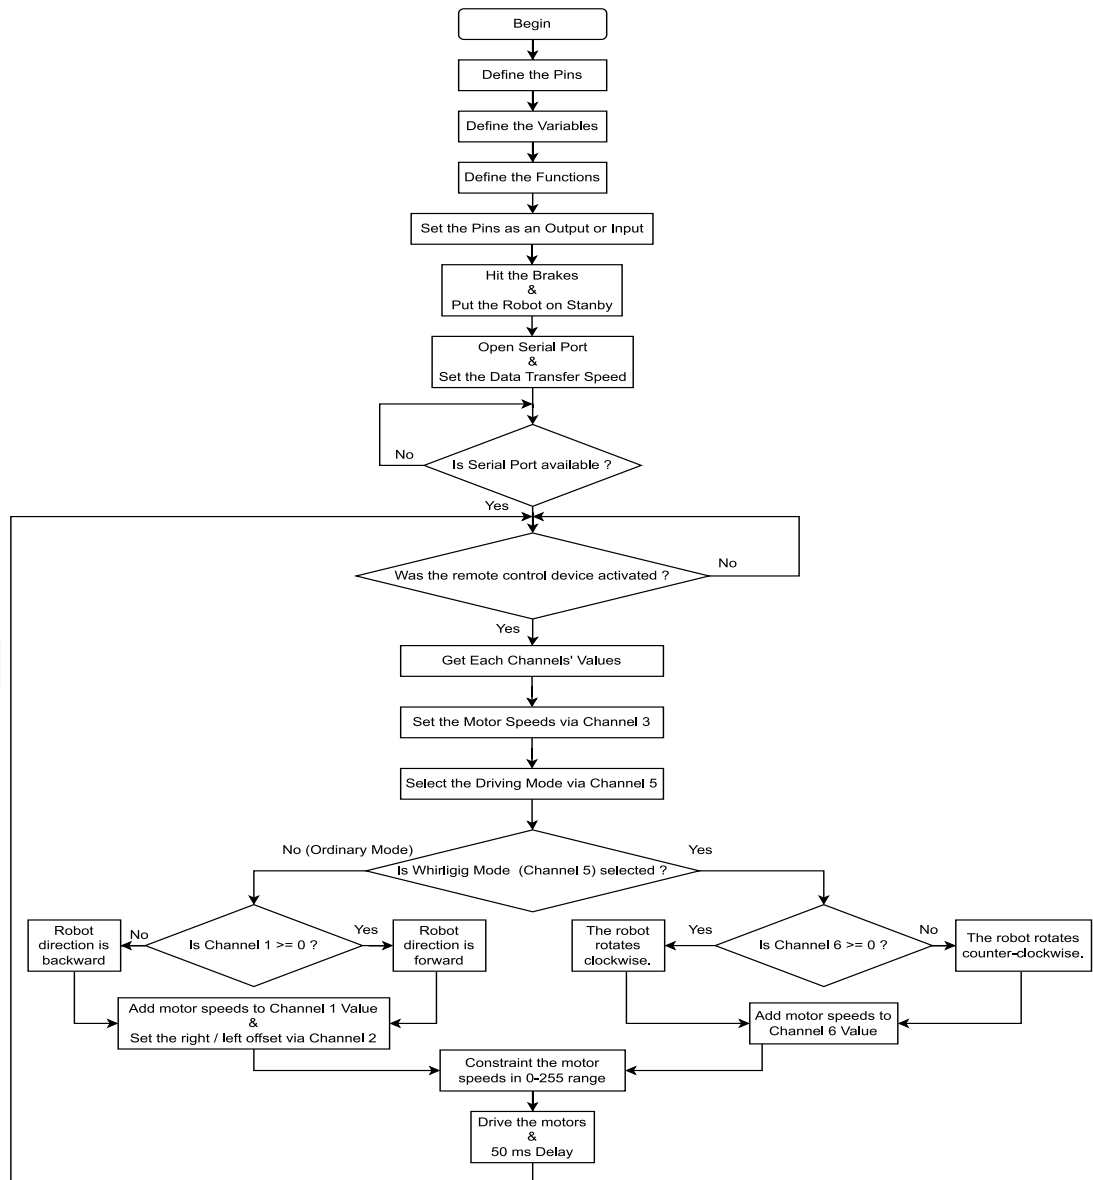 Begin
Define the Pins
Define the Variables
Define the Functions
Set the Pins as an Output or Input
Hit the Brakes
&
Put the Robot on Stanby
Open Serial Port
&
Set the Data Transfer Speed
No
Is Serial Port available ?
Yes
No
Was the remote control device activated ?
Yes
Get Each Channels' Values
Set the Motor Speeds via Channel 3
Select the Driving Mode via Channel 5
No (Ordinary Mode)
Yes
Is Whirligig Mode (Channel 5) selected ?
Robot
direction is
backward
No
Is Channel 1 >= 0 ?
Yes
Robot
direction is
forward
The robot
rotates
clockwise.
Yes
Is Channel 6 >= 0 ?
No
The robot rotates
counter-clockwise.
Add motor speeds to Channel 1 Value
&
Set the right / left offset via Channel 2
Add motor speeds to
Channel 6 Value
Constraint the motor
speeds in 0-255 range
Drive the motors
&
50 ms Delay